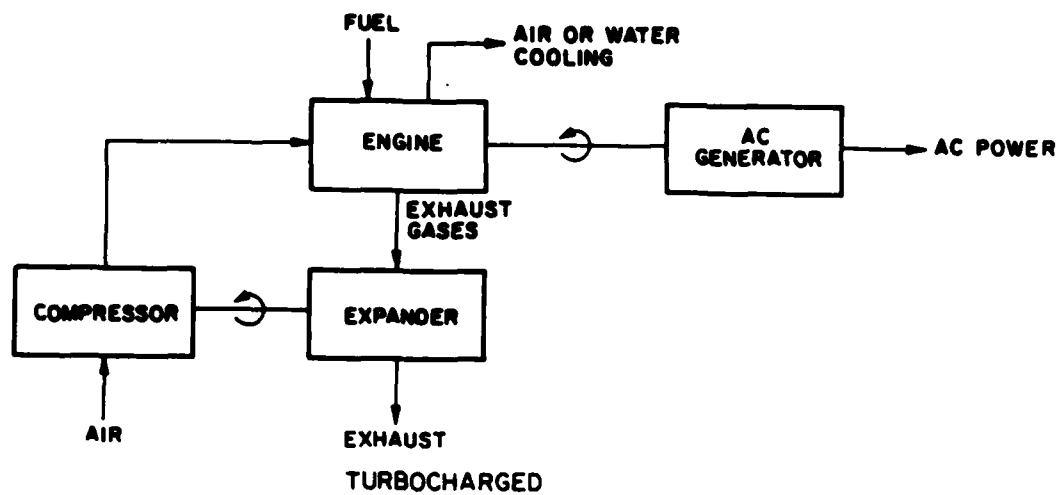 FUEL
AIR OR WATER
COOLING
ENGINE
AC
GENERATOR
AC POWER
EXHAUST
GASES
COMPRESSOR
EXPANDER
AIR
EXHAUST
TURBOCHARGED